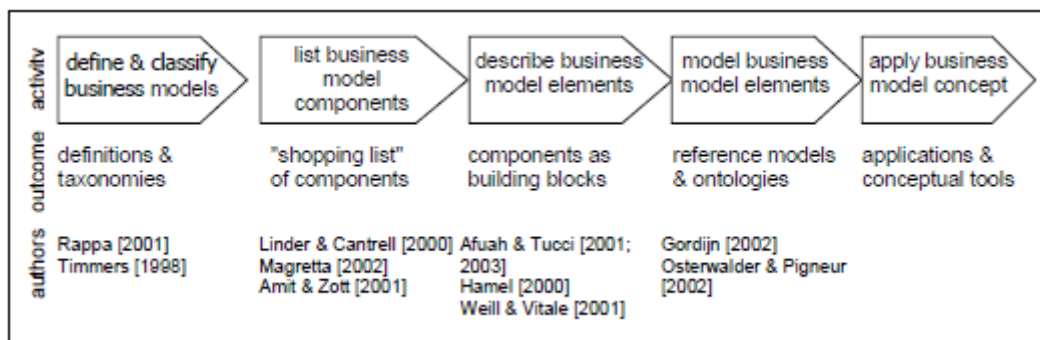 activity
define & classify
business models
list business
model
components
describe business
model elements
model business
model elements
apply business
model concept
outcome
definitions &
taxonomies
"shopping list"
of components
components as
building blocks
reference models
& ontologies
applications &
conceptual tools
authors
Rappa [2001]
Timmers [1998]
Linder & Cantrell [2000]
Magretta [2002]
Amit & Zott [2001]
Afuah & Tucci [2001;
2003]
Hamel [2000]
Weill & Vitale [2001]
Gordijn [2002]
Osterwalder & Pigneur
[2002]